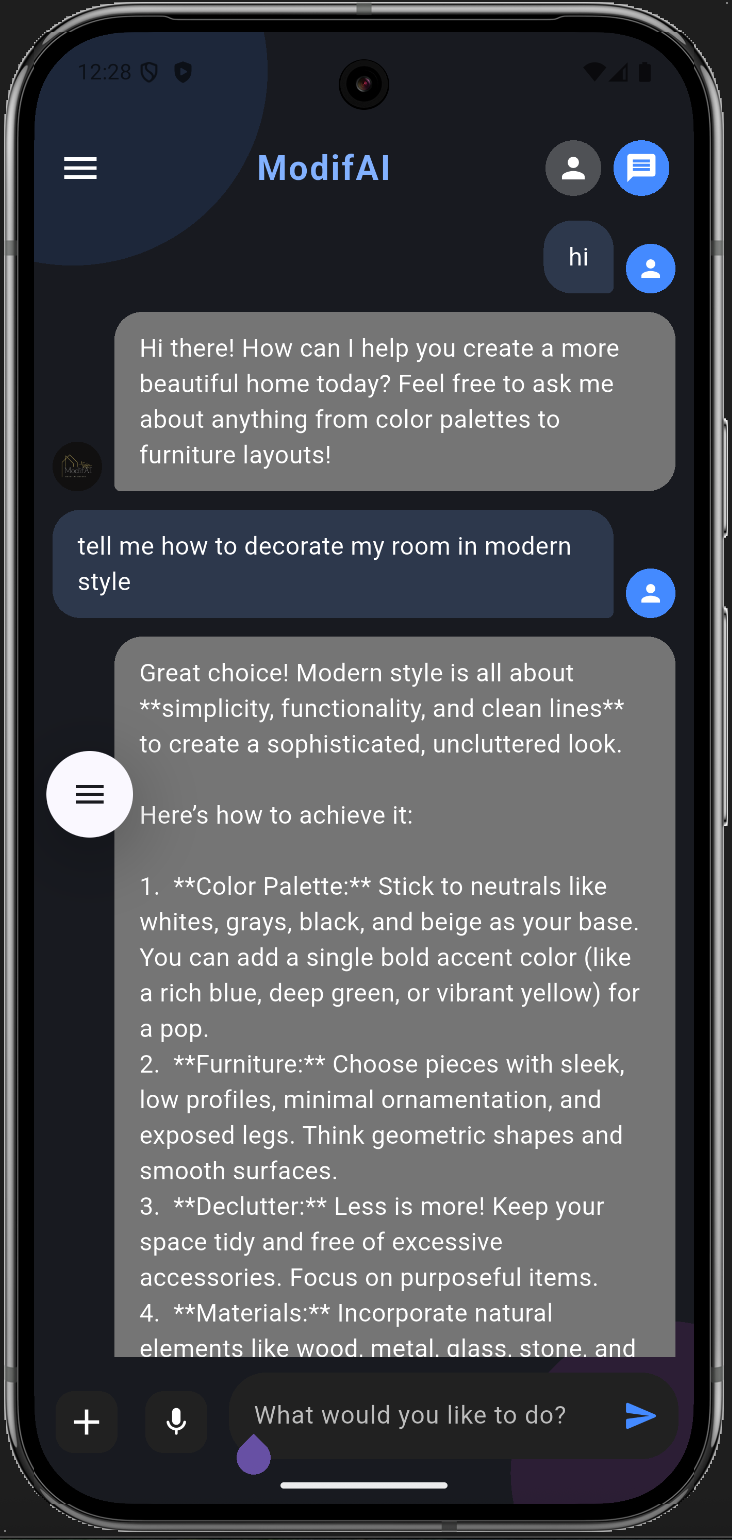 12:28
ModifAI
hi
Hi there! How can I help you create a more
beautiful home today? Feel free to ask me
about anything from color palettes to
furniture layouts!
tell me how to decorate my room in modern
style
Great choice! Modern style is all about
**simplicity, functionality, and clean lines**
to create a sophisticated, uncluttered look.
Here’s how to achieve it:
1.  **Color Palette:** Stick to neutrals like
whites, grays, black, and beige as your base.
You can add a single bold accent color (like
a rich blue, deep green, or vibrant yellow) for
a pop.
2.  **Furniture:** Choose pieces with sleek,
low profiles, minimal ornamentation, and
exposed legs. Think geometric shapes and
smooth surfaces.
3.  **Declutter:** Less is more! Keep your
space tidy and free of excessive
accessories. Focus on purposeful items.
4.  **Materials:** Incorporate natural
elements like wood, metal, glass, stone, and
What would you like to do?